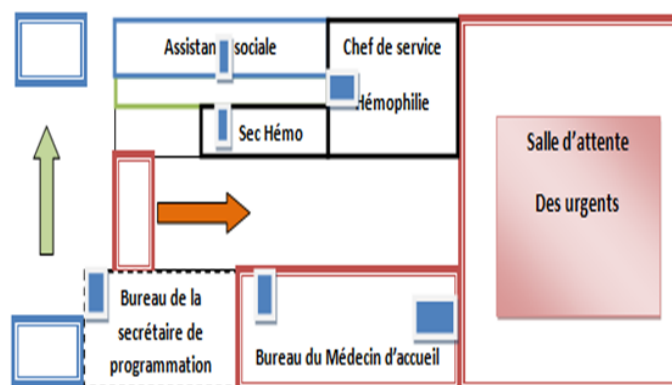 Assistan sociale
Chef de service
Hémophilie
Sec Hémo
Salle d'attente
Des urgents
Bureau de la
secrétaire de
programmation
Bureau du Médecin d'accueil